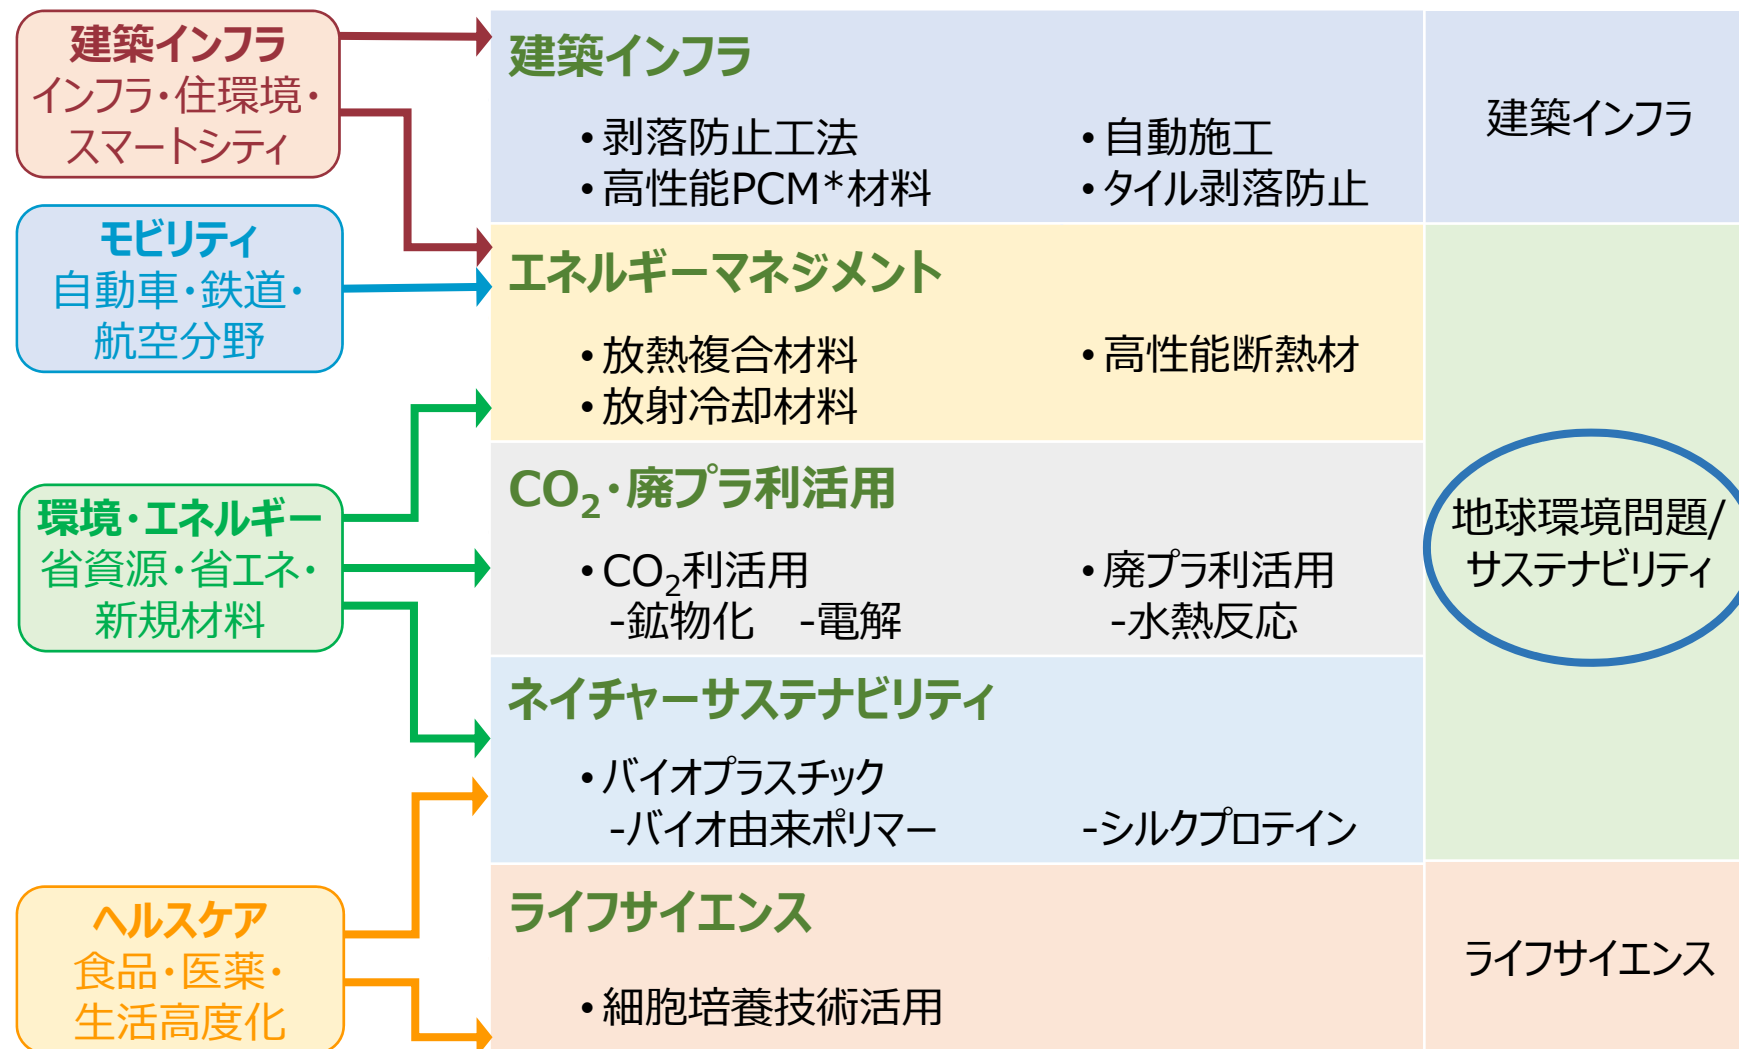 建築インフラ
インフラ・住環境・
スマートシティ
モビリティ
自動車・鉄道・
航空分野
環境・エネルギー
省資源・省エネ・
新規材料
ヘルスケア
食品・医薬・
生活高度化
建築インフラ
•剥落防止工法
•自動施工
•高性能PCM*材料
•タイル剥落防止
エネルギーマネジメント
•放熱複合材料
•高性能断熱材
•放射冷却材料
CO₂・廃プラ利活用
•CO₂利活用
•廃プラ利活用
-鉱物化　-電解
-水熱反応
ネイチャーサステナビリティ
•バイオプラスチック
-バイオ由来ポリマー
-シルクプロテイン
ライフサイエンス
•細胞培養技術活用
建築インフラ
地球環境問題/
サステナビリティ
ライフサイエンス